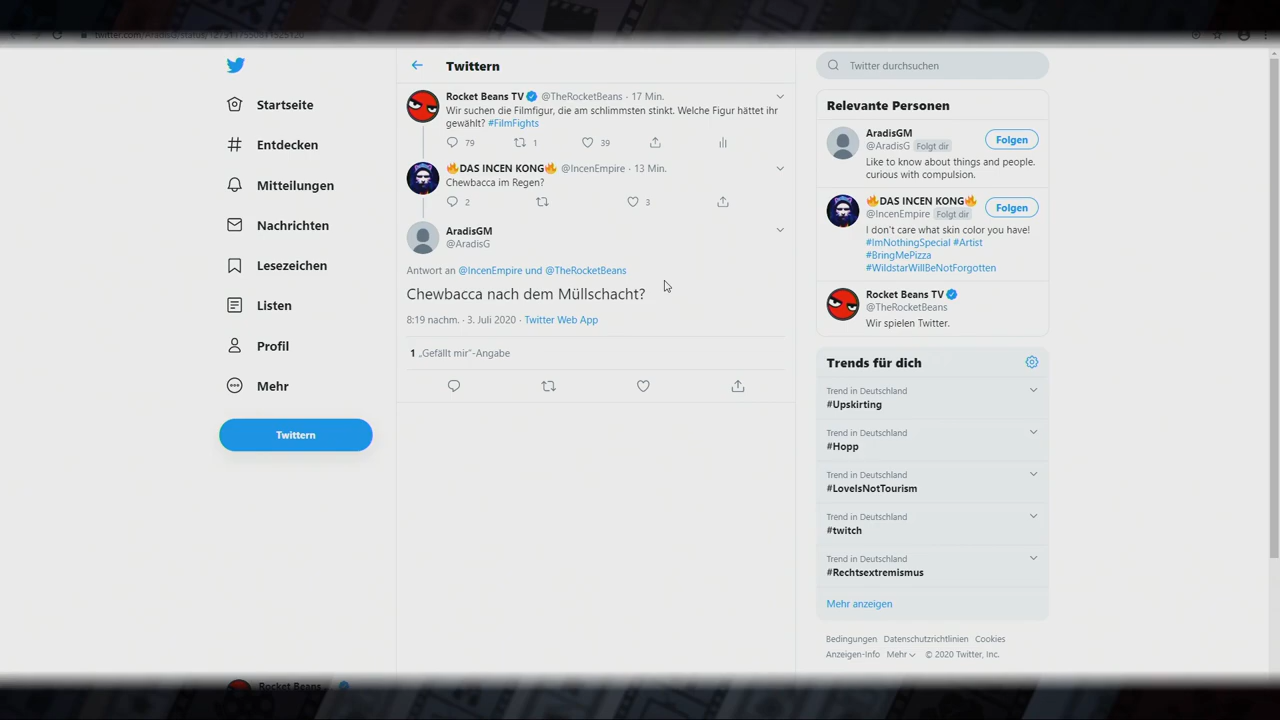 Startseite
Entdecken
Mitteilungen
Nachrichten
Lesezeichen
Listen
Profil
Mehr
Twittern
Twittern
Rocket Beans TV @TheRocketBeans · 17 Min.
Wir suchen die Filmfigur, die am schlimmsten stinkt. Welche Figur hättet ihr
gewählt? #FilmFights
79 1 39
🔥DAS INCEN KONG🔥 @IncenEmpire · 13 Min.
Chewbacca im Regen?
2 3
AradisGM
@AradisG
Antwort an @IncenEmpire und @TheRocketBeans
Chewbacca nach dem Müllschacht?
8:19 nachm. · 3. Juli 2020 · Twitter Web App
1 „Gefällt mir“-Angabe
Twitter durchsuchen
Relevante Personen
AradisGM
@AradisG Folgt dir
Folgen
Like to know about things and people.
curious with compulsion.
🔥DAS INCEN KONG🔥
@IncenEmpire Folgt dir
Folgen
I don't care what skin color you have!
#ImNothingSpecial #Artist
#BringMePizza
#WildstarWillBeNotForgotten
Rocket Beans TV
@TheRocketBeans
Wir spielen Twitter.
Trends für dich
Trend in Deutschland
#Upskirting
Trend in Deutschland
#Hopp
Trend in Deutschland
#LoveIsNotTourism
Trend in Deutschland
#twitch
Trend in Deutschland
#Rechtsextremismus
Mehr anzeigen
Bedingungen Datenschutzrichtlinien Cookies
Anzeigen-Info Mehr © 2020 Twitter, Inc.
Rocket Beans